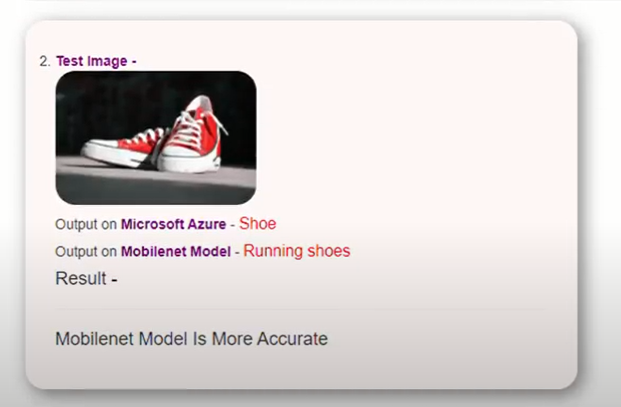 2. Test Image -
Output on Microsoft Azure - Shoe
Output on Mobilenet Model - Running shoes
Result -
Mobilenet Model Is More Accurate